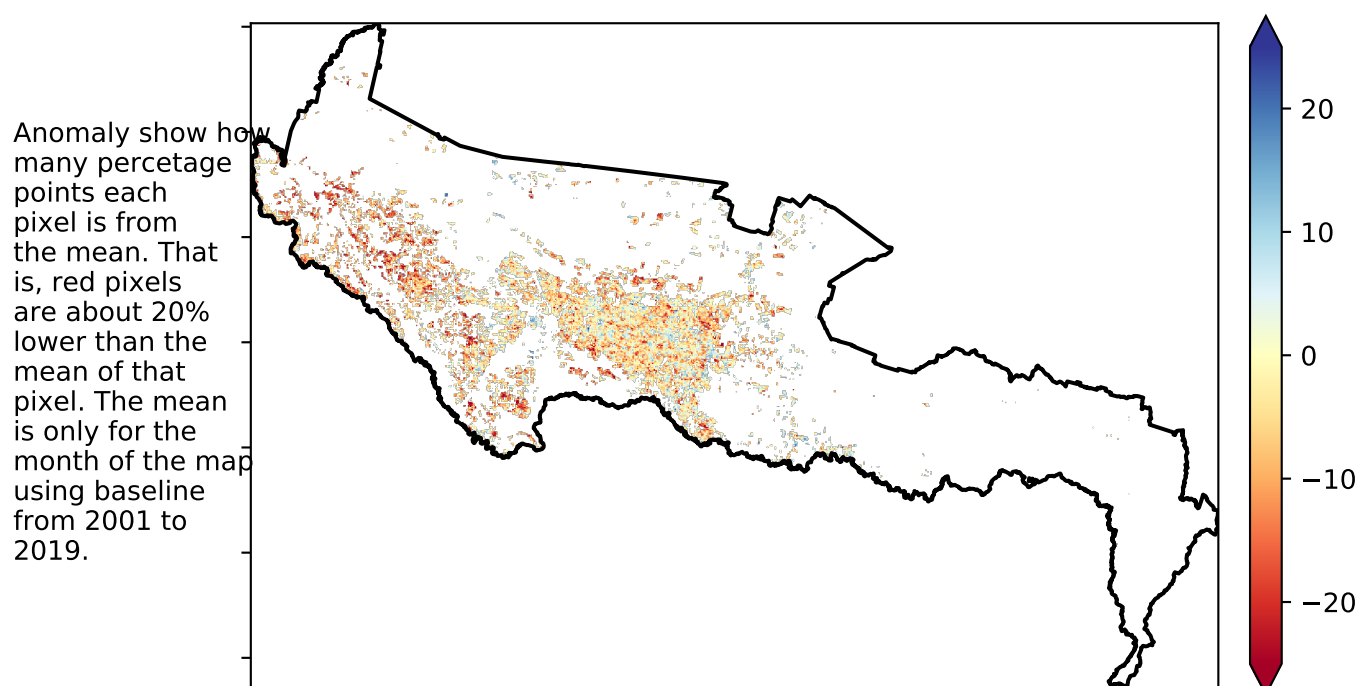 Anomaly show how
many percetage
points each
pixel is from
the mean. That
is, red pixels
are about 20%
lower than the
mean of that
pixel. The mean
is only for the
month of the map
using baseline
from 2001 to
2019.
20
10
0
−10
−20